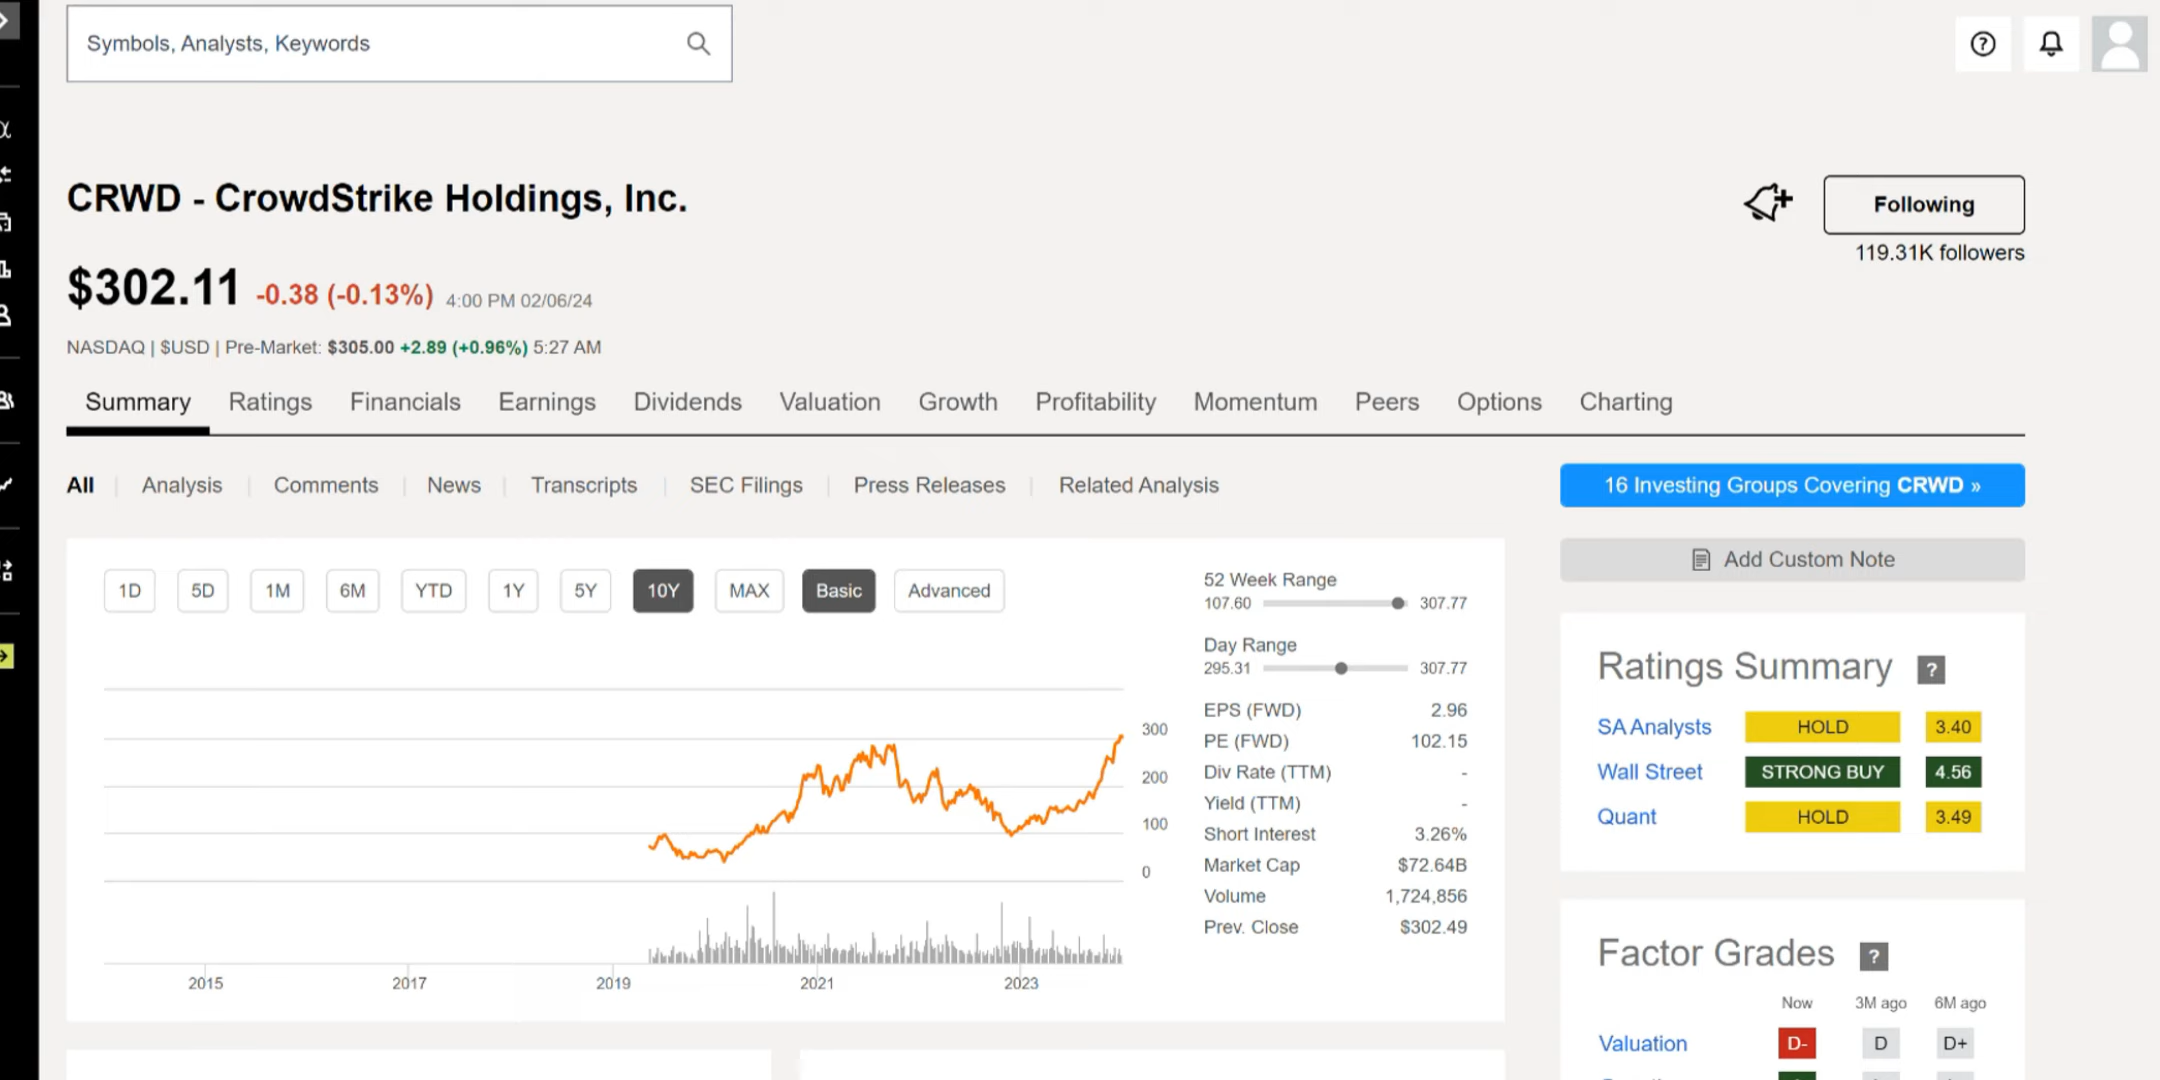 Symbols, Analysts, Keywords
CRWD - CrowdStrike Holdings, Inc.
Following
119.31K followers
$302.11 -0.38 (-0.13%) 4:00 PM 02/06/24
NASDAQ | $USD | Pre-Market: $305.00 +2.89 (+0.96%) 5:27 AM
Summary Ratings Financials Earnings Dividends Valuation Growth Profitability Momentum Peers Options Charting
All Analysis Comments News Transcripts SEC Filings Press Releases Related Analysis
16 Investing Groups Covering CRWD »
Add Custom Note
1D 5D 1M 6M YTD 1Y 5Y 10Y MAX Basic Advanced
300
200
100
0
2015 2017 2019 2021 2023
52 Week Range
107.60 307.77
Day Range
295.31 307.77
EPS (FWD) 2.96
PE (FWD) 102.15
Div Rate (TTM) -
Yield (TTM) -
Short Interest 3.26%
Market Cap $72.64B
Volume 1,724,856
Prev. Close $302.49
Ratings Summary ?
SA Analysts HOLD 3.40
Wall Street STRONG BUY 4.56
Quant HOLD 3.49
Factor Grades ?
Now 3M ago 6M ago
Valuation D- D D+